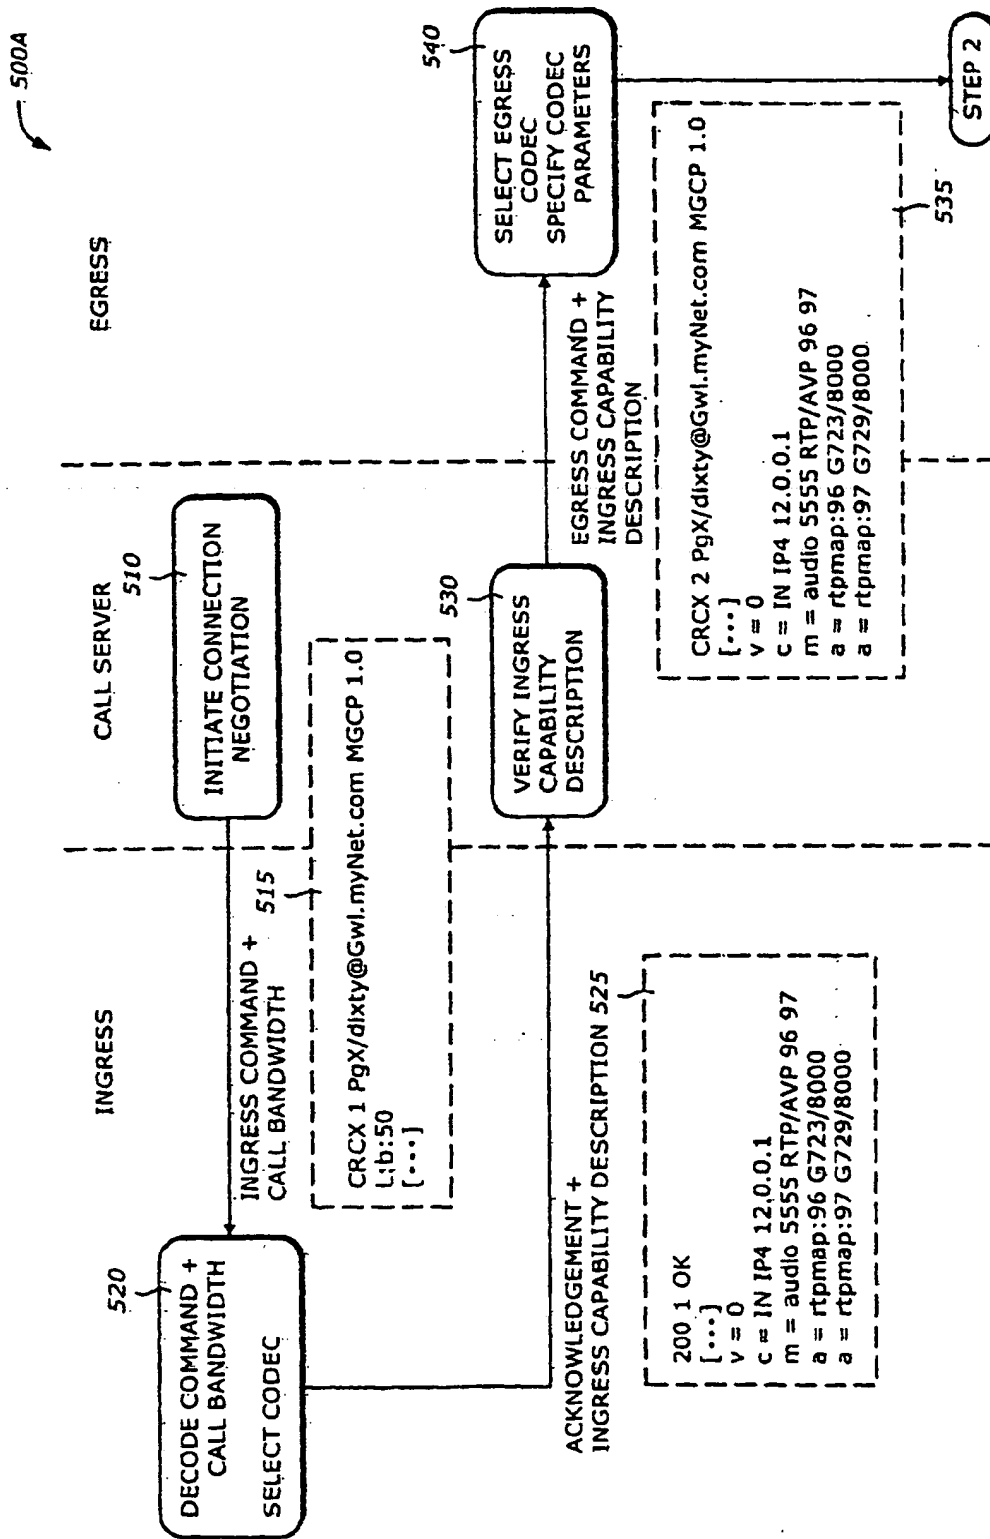 500A
INGRESS
CALL SERVER
EGRESS
510
INITIATE CONNECTION
NEGOTIATION
INGRESS COMMAND +
CALL BANDWIDTH
515
CRCX 1 PgX/dlxty@Gwl.myNet.com MGCP 1.0
L:b:50
[•••]
520
DECODE COMMAND +
CALL BANDWIDTH
SELECT CODEC
ACKNOWLEDGEMENT +
INGRESS CAPABILITY DESCRIPTION 525
200 1 OK
[•••]
v = 0
c = IN IP4 12.0.0.1
m = audio 5555 RTP/AVP 96 97
a = rtpmap:96 G723/8000
a = rtpmap:97 G729/8000
530
VERIFY INGRESS
CAPABILITY
DESCRIPTION
EGRESS COMMAND +
INGRESS CAPABILITY
DESCRIPTION
540
SELECT EGRESS
CODEC
SPECIFY CODEC
PARAMETERS
CRCX 2 PgX/dlxty@Gwl.myNet.com MGCP 1.0
[•••]
v = 0
c = IN IP4 12.0.0.1
m = audio 5555 RTP/AVP 96 97
a = rtpmap:96 G723/8000
a = rtpmap:97 G729/8000
535
STEP 2